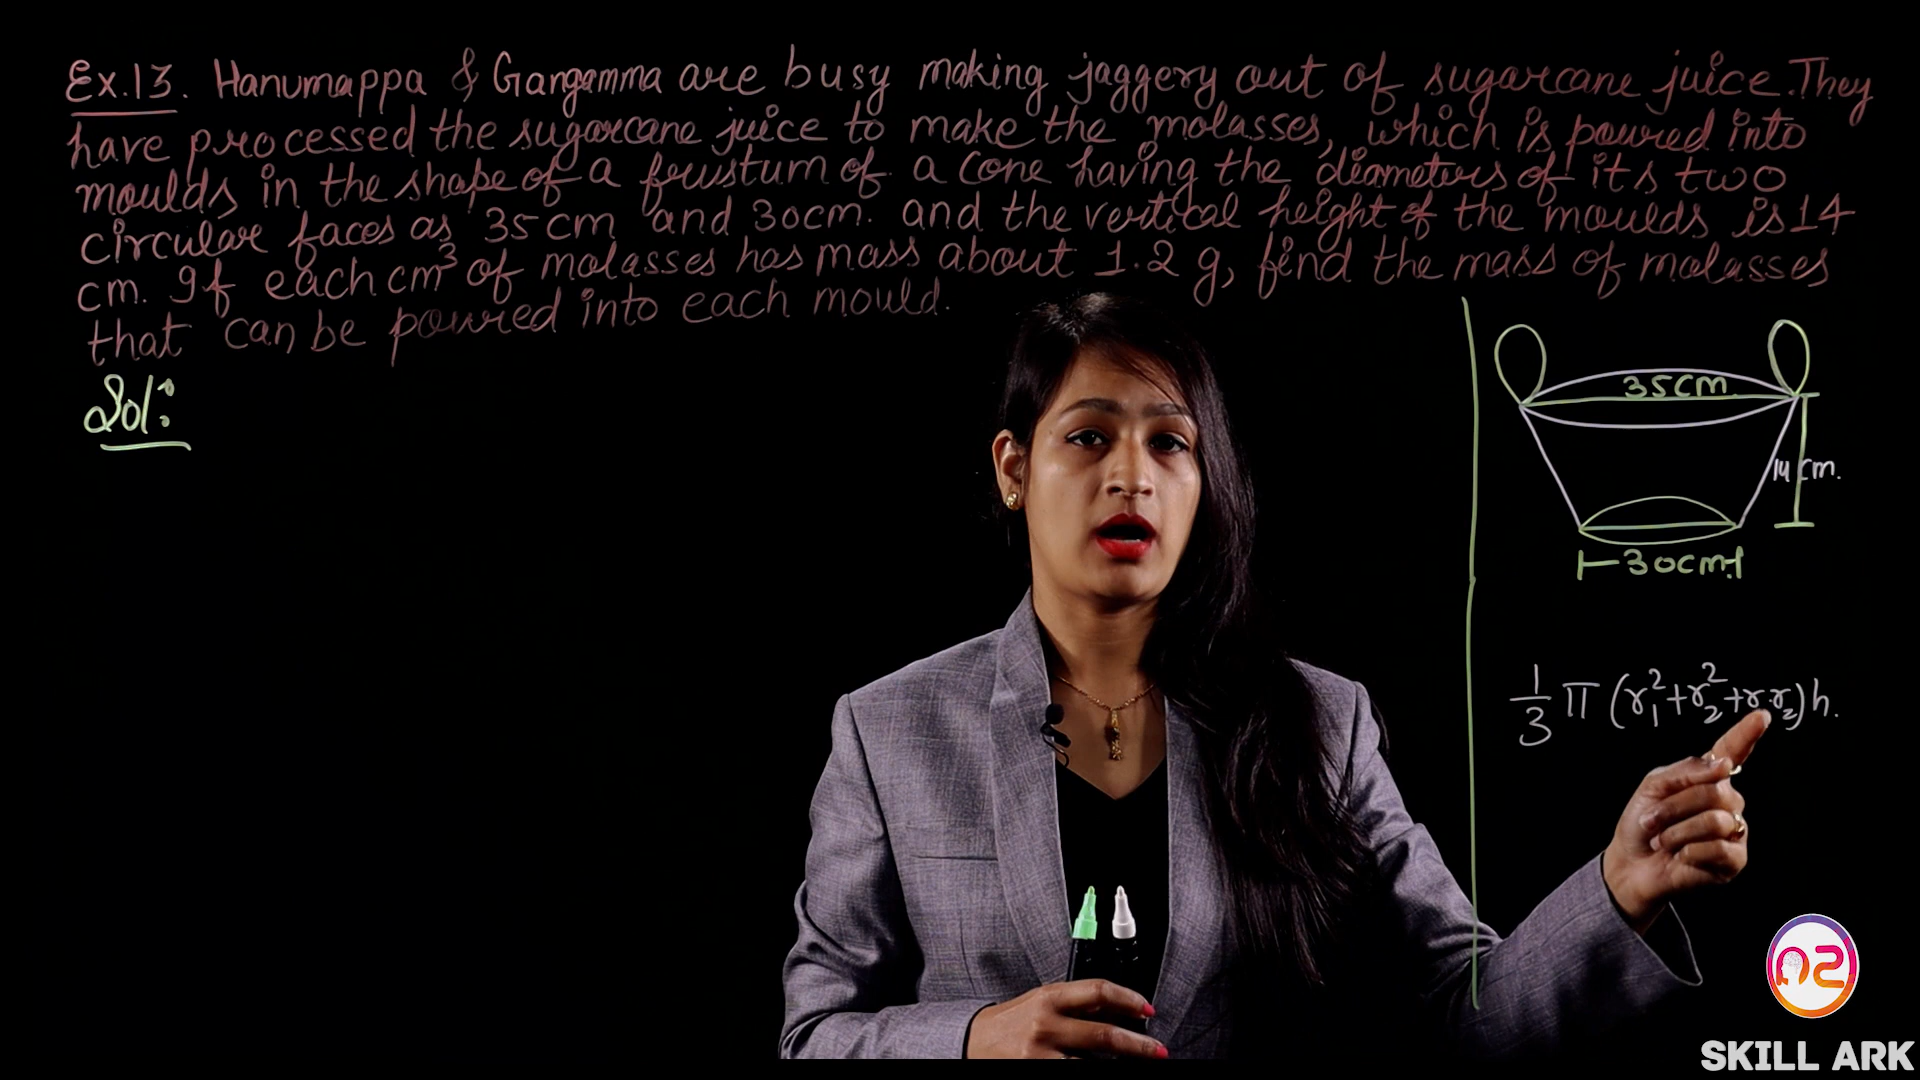 Ex.13. Hanumappa & Gangamma are busy making jaggery out of sugarcane juice. They
have processed the sugarcane juice to make the molasses, which is poured into
moulds in the shape of a frustum of a cone having the diameters of its two
circular faces as 35 cm and 30cm. and the vertical height of the moulds is 14
cm. If each cm³ of molasses has mass about 1.2 g, find the mass of molasses
that can be poured into each mould.
Sol:
35cm.
14 cm.
30cm.
1/3 π (r₁²+r₂²+r₁r₂)h.
SKILL ARK